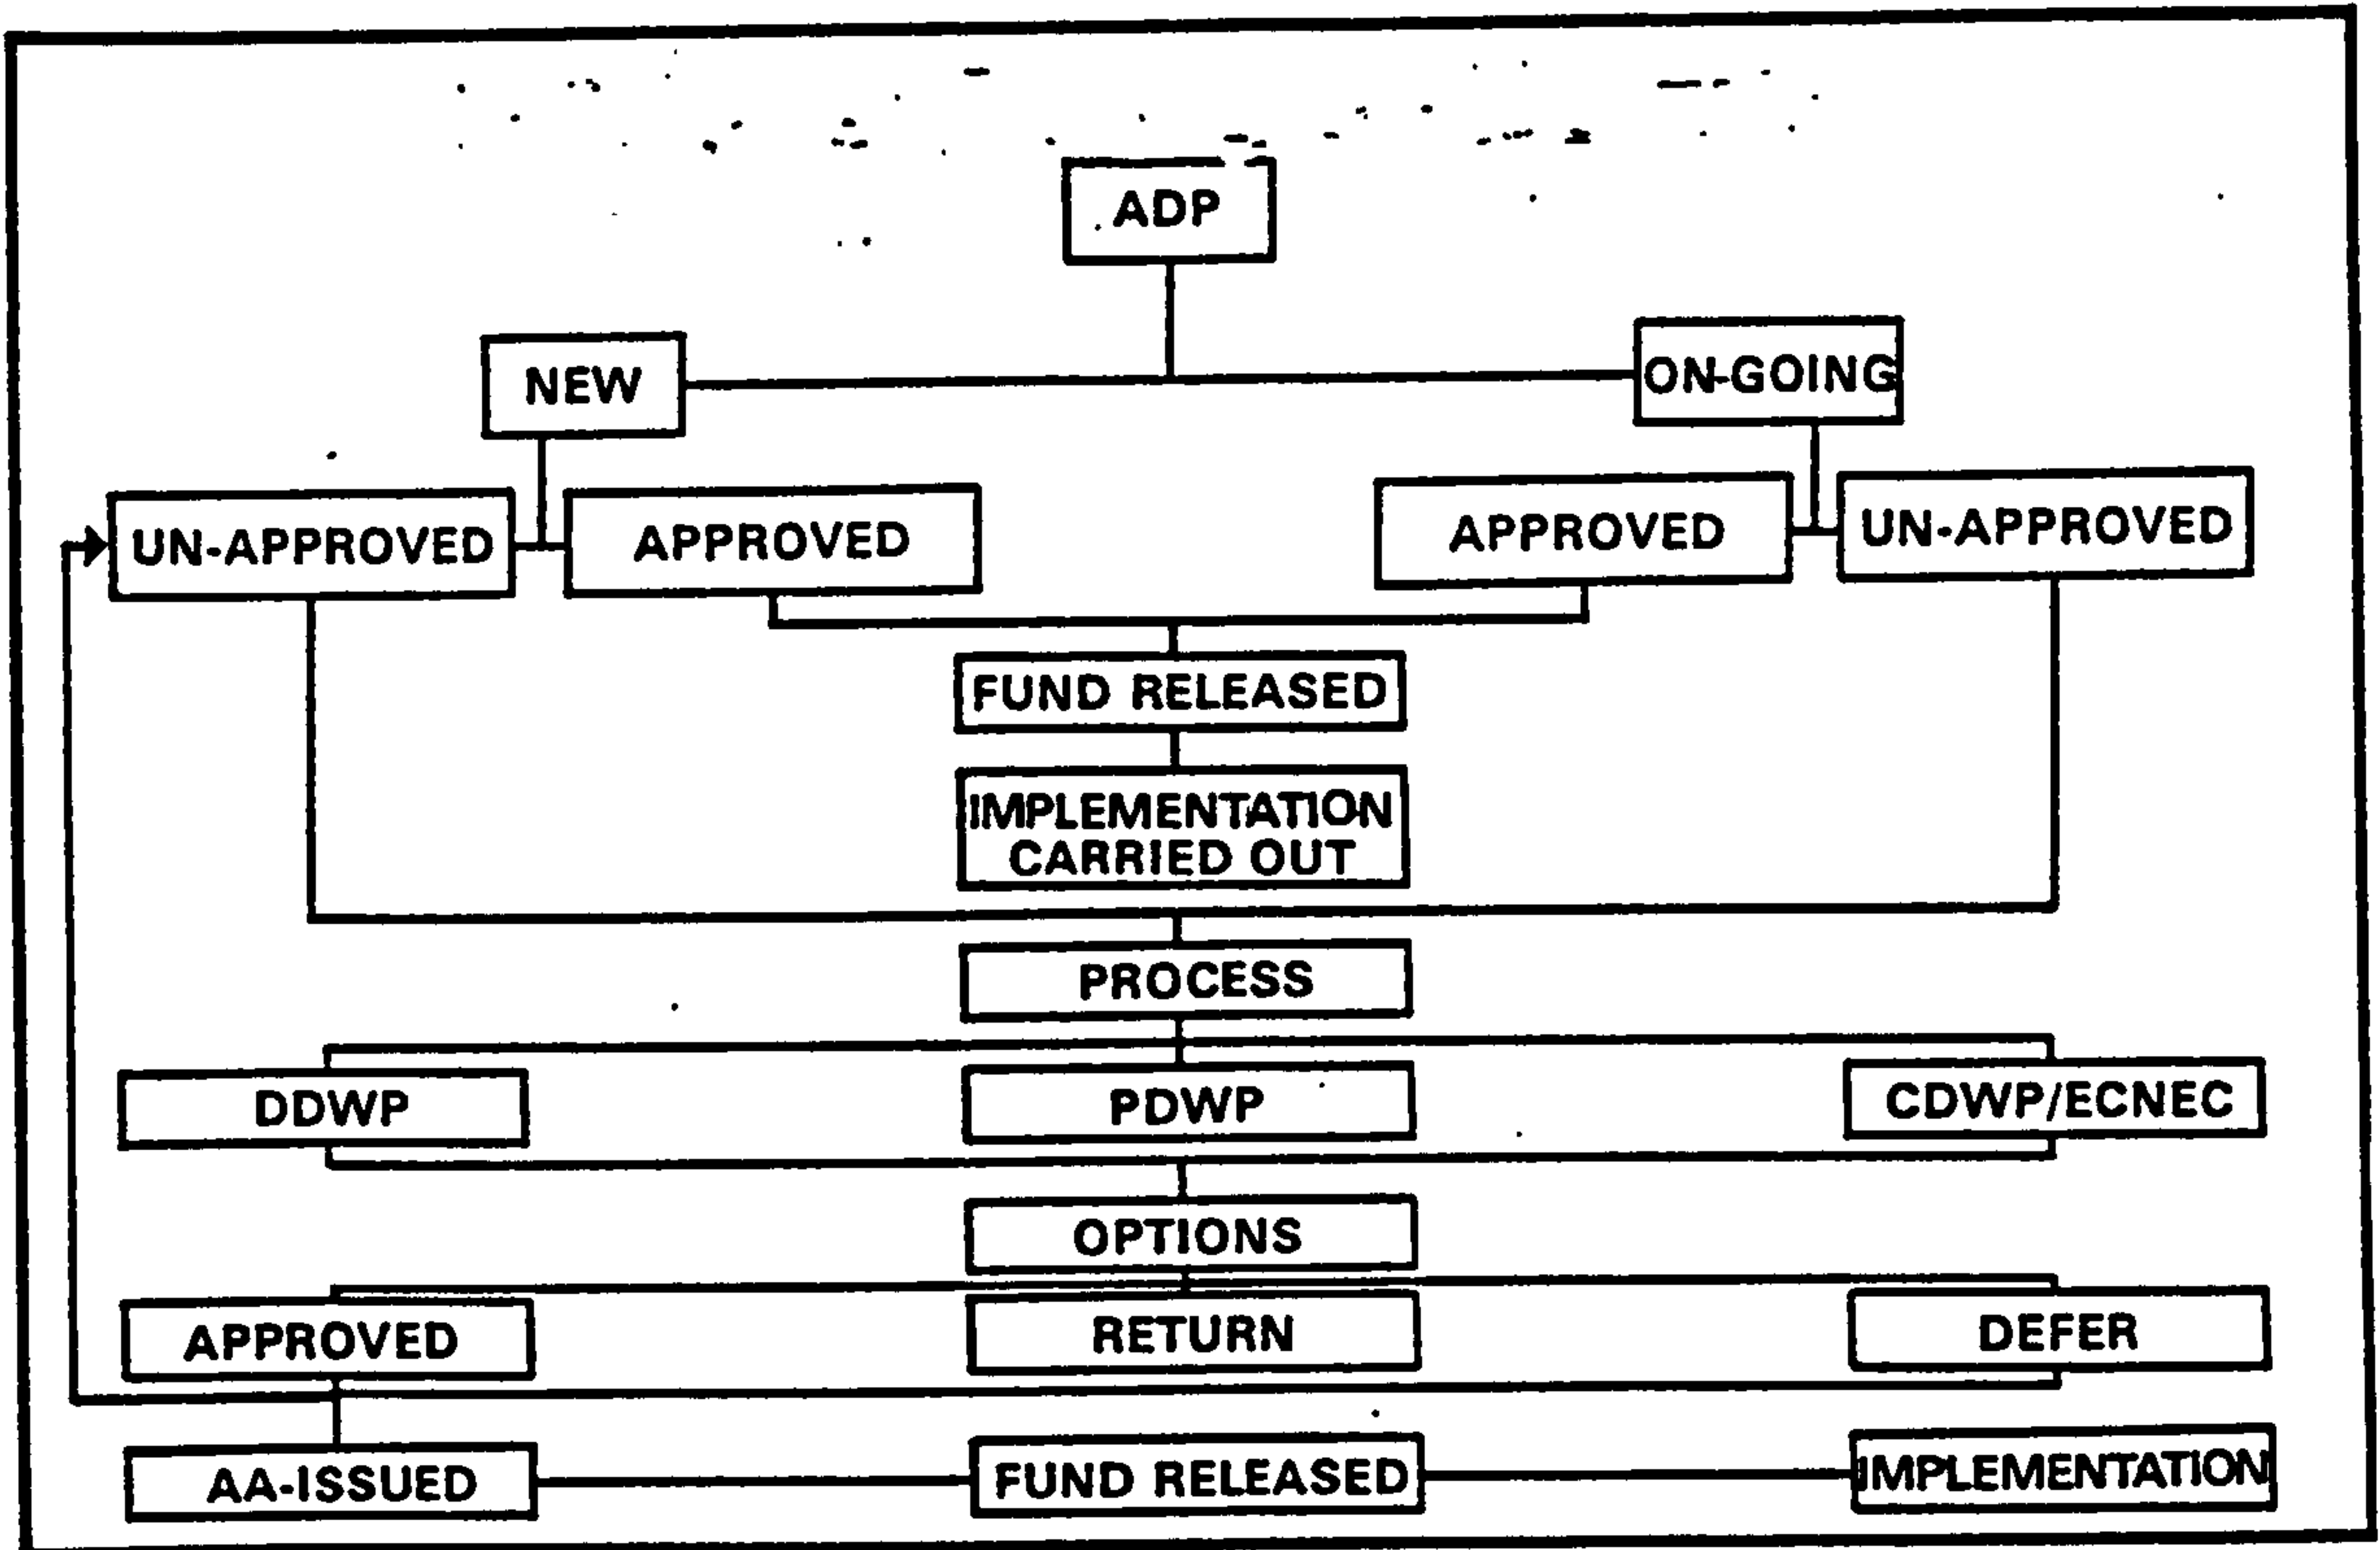 ADP
NEW
ON-GOING
UN-APPROVED
APPROVED
APPROVED
UN-APPROVED
FUND RELEASED
IMPLEMENTATION
CARRIED OUT
PROCESS
DDWP
PDWP
CDWP/ECNEC
OPTIONS
APPROVED
RETURN
DEFER
AA-ISSUED
FUND RELEASED
IMPLEMENTATION